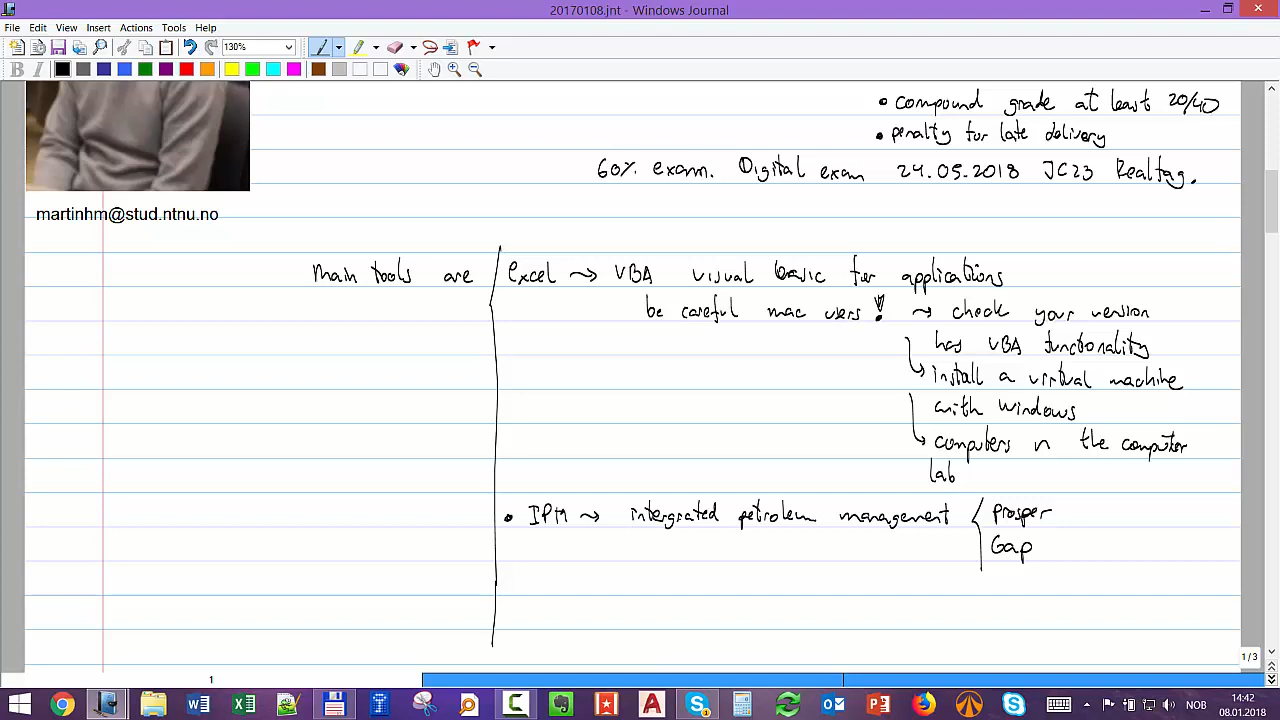 20170108.jnt - Windows Journal
File Edit View Insert Actions Tools Help
130%
B I
• compound grade at least 20/40
• penalty for late delivery
60% exam. Digital exam 24.05.2018 JC23 Realtag.
martinhm@stud.ntnu.no
Main tools are Excel → VBA visual basic for applications
be careful mac users! → check your version
has VBA functionality
install a virtual machine
with windows
computers in the computer
lab
• IPM → intergrated petroleum management Prosper
Gap
1/3
1
14:42
NOB
08.01.2018